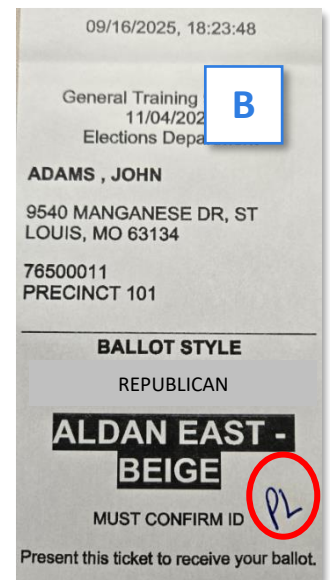 09/16/2025, 18:23:48
General Training
B
11/04/202
Elections Depa
ADAMS , JOHN
9540 MANGANESE DR, ST
LOUIS, MO 63134
76500011
PRECINCT 101
BALLOT STYLE
REPUBLICAN
ALDAN EAST -
BEIGE
PL
MUST CONFIRM ID
Present this ticket to receive your ballot.